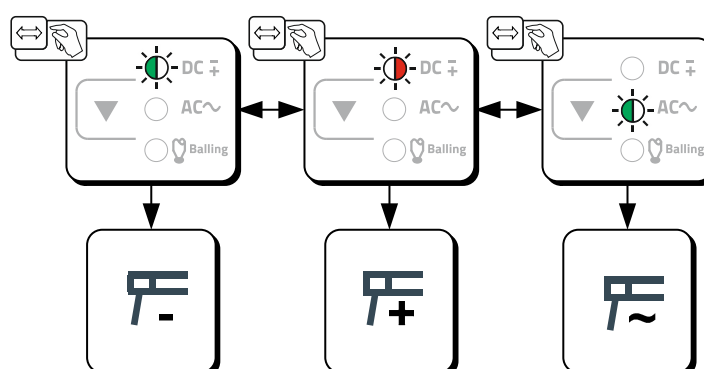 DC ∓
AC～
Balling
DC ∓
AC～
Balling
DC ∓
AC～
Balling
-
+
~